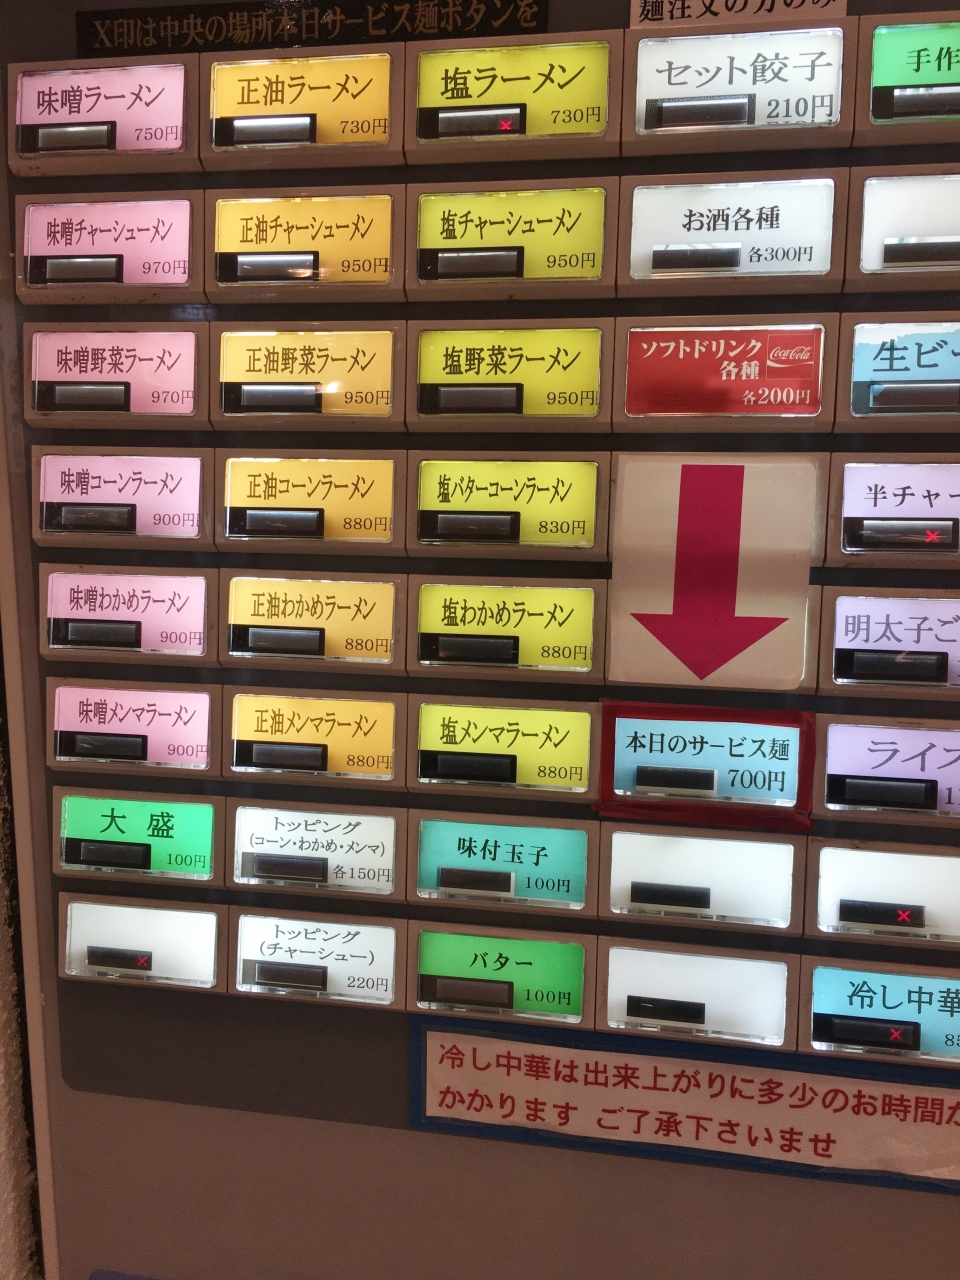 X印は中央の場所本日サービス麺ボタンを
麺注文の方のみ
味噌ラーメン
750円
正油ラーメン
730円
塩ラーメン
730円
セット餃子
210円
手作
味噌チャーシューメン
970円
正油チャーシューメン
950円
塩チャーシューメン
950円
お酒各種
各300円
味噌野菜ラーメン
970円
正油野菜ラーメン
950円
塩野菜ラーメン
950円
ソフトドリンク
各種
Coca-Cola
各200円
生ビー
味噌コーンラーメン
900円
正油コーンラーメン
880円
塩バターコーンラーメン
830円
半チャー
味噌わかめラーメン
900円
正油わかめラーメン
880円
塩わかめラーメン
880円
明太子ご
味噌メンマラーメン
900円
正油メンマラーメン
880円
塩メンマラーメン
880円
本日のサービス麺
700円
ライス
大 盛
100円
トッピング
(コーン・わかめ・メンマ)
各150円
味付玉子
100円
トッピング
(チャーシュー)
220円
バター
100円
冷し中華
85
冷し中華は出来上がりに多少のお時間が
かかります ご了承下さいませ